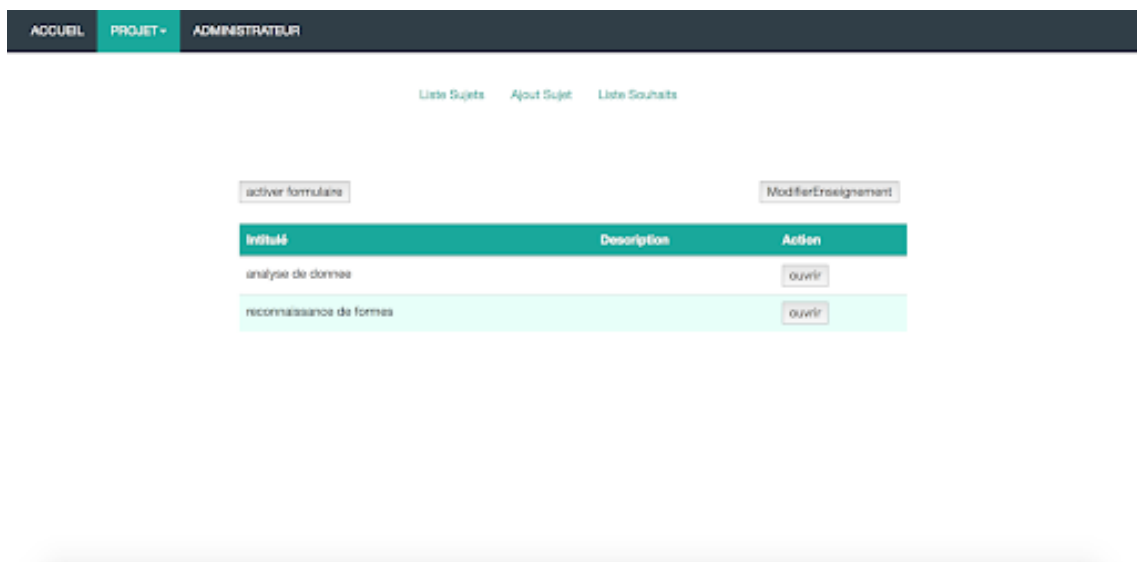 ACCUEIL PROJET ADMINISTRATEUR
Liste Sujets Ajout Sujet Liste Souhaits
activer formulaire ModifierEnseignement
Intitulé Description Action
analyse de donnee ouvrir
reconnaissance de formes ouvrir